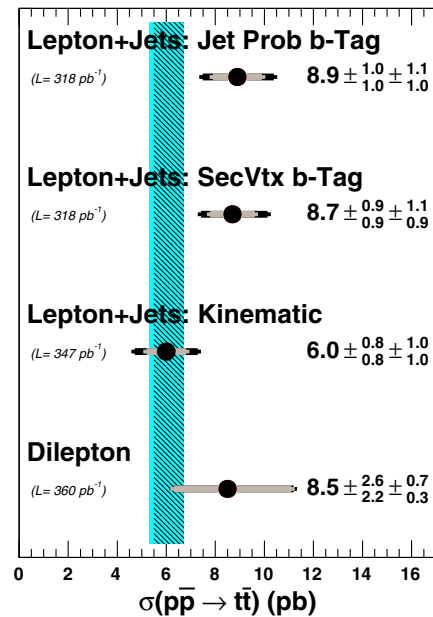 Lepton+Jets: Jet Prob b-Tag
(L= 318 pb⁻¹) 8.9 ± 1.0 1.0 ± 1.1 1.0
Lepton+Jets: SecVtx b-Tag
(L= 318 pb⁻¹) 8.7 ± 0.9 0.9 ± 1.1 0.9
Lepton+Jets: Kinematic
(L= 347 pb⁻¹) 6.0 ± 0.8 0.8 ± 1.0 1.0
Dilepton
(L= 360 pb⁻¹) 8.5 ± 2.6 2.2 ± 0.7 0.3
0 2 4 6 8 10 12 14 16
σ(pp̅ → tt̅) (pb)